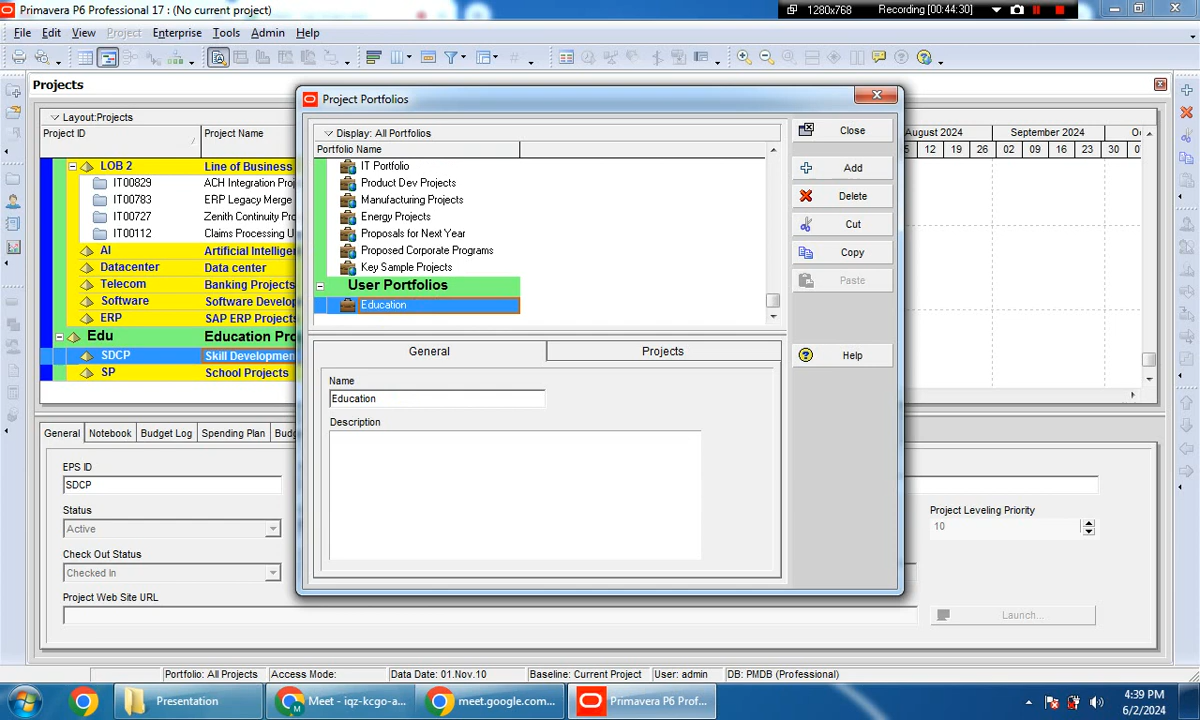 Primavera P6 Professional 17 : (No current project)
1280x768
Recording [00:44:30]
File Edit View Project Enterprise Tools Admin Help
Projects
Layout:Projects
Project ID Project Name
August 2024 September 2024
12 19 26 02 09 16 23 30
LOB 2 Line of Business
IT00829 ACH Integration Proj
IT00783 ERP Legacy Merge
IT00727 Zenith Continuity Pr
IT00112 Claims Processing U
AI Artificial Intellige
Datacenter Data center
Telecom Banking Projects
Software Software Develop
ERP SAP ERP Projects
Edu Education Pro
SDCP Skill Developmen
SP School Projects
General Notebook Budget Log Spending Plan Budg
EPS ID
SDCP
Status
Active
Check Out Status
Checked In
Project Web Site URL
Project Leveling Priority
10
Launch...
Project Portfolios
Display: All Portfolios
Portfolio Name
IT Portfolio
Product Dev Projects
Manufacturing Projects
Energy Projects
Proposals for Next Year
Proposed Corporate Programs
Key Sample Projects
User Portfolios
Education
General Projects
Name
Education
Description
Close
Add
Delete
Cut
Copy
Paste
Help
Portfolio: All Projects Access Mode: Data Date: 01.Nov.10 Baseline: Current Project User: admin DB: PMDB (Professional)
Presentation
Meet - iqz-kcgo-a...
meet.google.com...
Primavera P6 Prof...
4:39 PM
6/2/2024